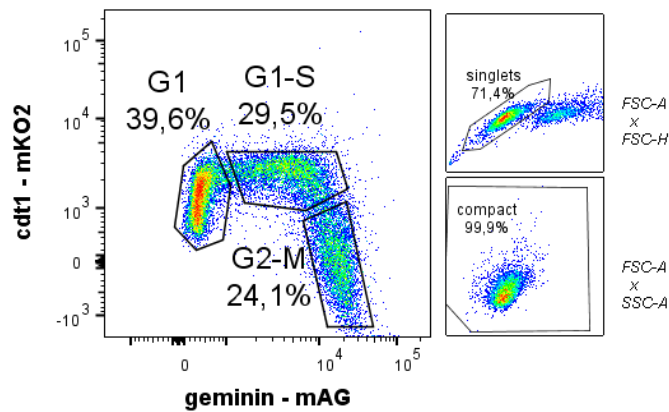 10^5
10^4
10^3
0
-10^3
cdt1 - mKO2
G1
39,6%
G1-S
29,5%
G2-M
24,1%
0
10^4
10^5
geminin - mAG
singlets
71,4%
FSC-A
x
FSC-H
compact
99,9%
FSC-A
x
SSC-A